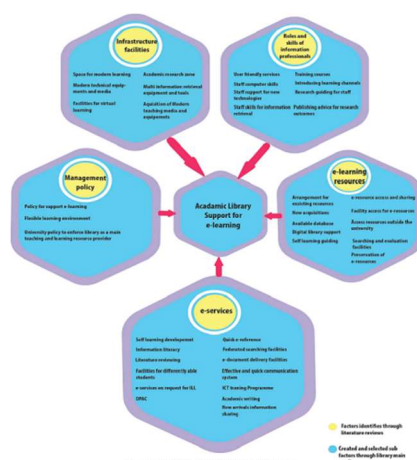 Infrastructure
facilities
Space for modern learning
Modern technical equip-
ments and media
Facilities for virtual
learning
Academic research area
Multi information retrieval
equipment and tools
Aquisition of Modern
teaching media and
equipments
Roles and
skills of
information
professionals
User friendly services
Staff computer skills
Staff support for new
technologies
Staff skills for information
retrieval
Training courses
Introducing learning channels
Research guiding for staff
Publishing advice for research
outcomes
Management
policy
Policy for support e-learning
Flexible learning environment
University policy to enforce library as a main
teaching and learning resource provider
Acadamic Library
Support for
e-learning
e-learning
resources
Arrangement for
existing resources
New acquisitions
Available database
Digital library support
Self learning guiding
e-resource access and sharing
Facility access for e-resources
Access resources outside the
university
Searching and evaluation
facilities
Preservation of
e-resources
e-services
Self learning development
Information literacy
Literature reviewing
Facilities for differently able
students
e-services on request for ILL
OPAC
Quick e-reference
Federated searching facilities
e-document delivery facilities
Effective and quick communication
system
ICT training Programme
Academic writing
New arrivals information
sharing
Factors identifies through
literature reviews
Created and selected sub
factors through library main